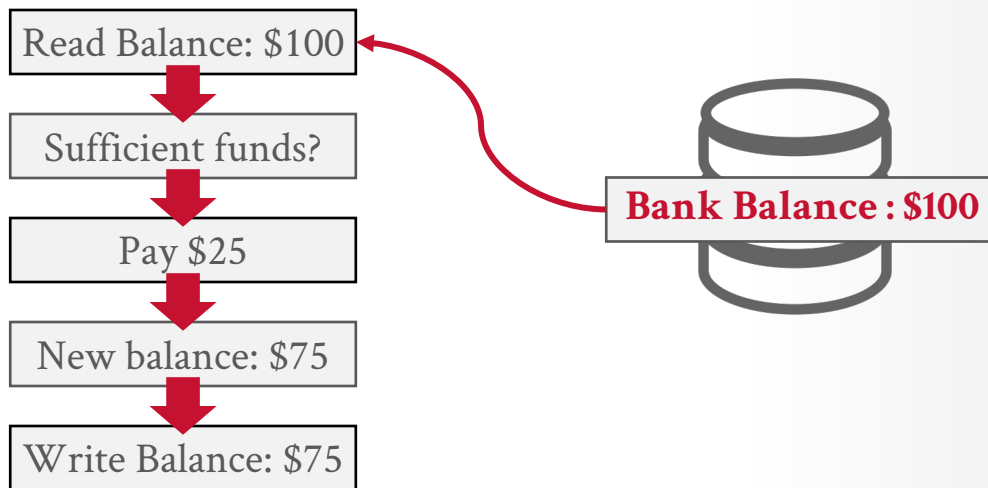 Read Balance: $100
Sufficient funds?
Pay $25
New balance: $75
Write Balance: $75
Bank Balance : $100